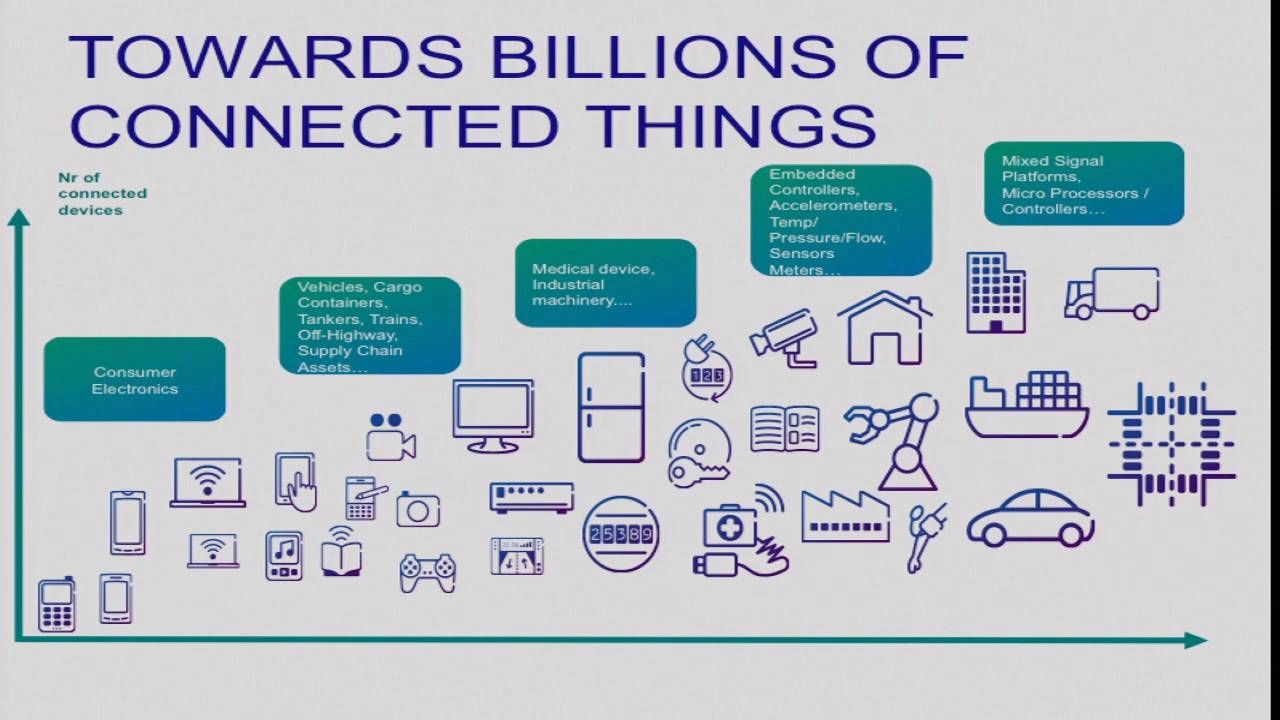 TOWARDS BILLIONS OF
CONNECTED THINGS
Nr of
connected
devices
Consumer
Electronics
Vehicles, Cargo
Containers,
Tankers, Trains,
Off-Highway,
Supply Chain
Assets...
Medical device,
Industrial
machinery....
Embedded
Controllers,
Accelerometers,
Temp/
Pressure/Flow,
Sensors
Meters...
Mixed Signal
Platforms,
Micro Processors /
Controllers...
123
25389